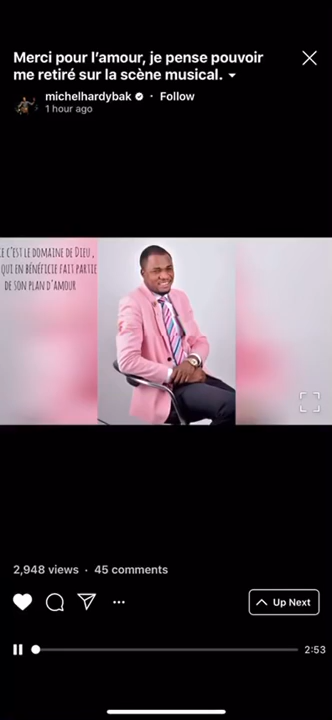 Merci pour l'amour, je pense pouvoir
me retiré sur la scène musical.
michelhardybak · Follow
1 hour ago
CE C'EST LE DOMAINE DE DIEU,
QUI EN BÉNÉFICIE FAIT PARTIE
DE SON PLAN D'AMOUR
2,948 views · 45 comments
Up Next
2:53